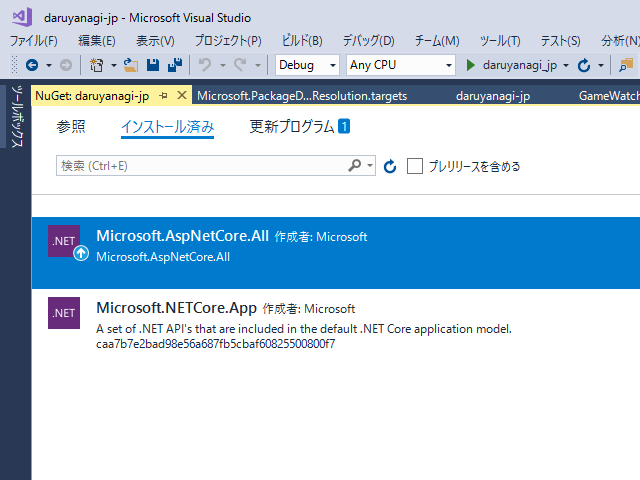 daruyanagi-jp - Microsoft Visual Studio
ファイル(F) 編集(E) 表示(V) プロジェクト(P) ビルド(B) デバッグ(D) チーム(M) ツール(T) テスト(S) 分析(N)
Debug Any CPU daruyanagi_jp
ツールボックス
NuGet: daruyanagi-jp Microsoft.PackageD...Resolution.targets daruyanagi-jp GameWatch
参照 インストール済み 更新プログラム 1
検索 (Ctrl+E) プレリリースを含める
.NET Microsoft.AspNetCore.All 作成者: Microsoft
Microsoft.AspNetCore.All
.NET Microsoft.NETCore.App 作成者: Microsoft
A set of .NET API's that are included in the default .NET Core application model.
caa7b7e2bad98e56a687fb5cbaf60825500800f7